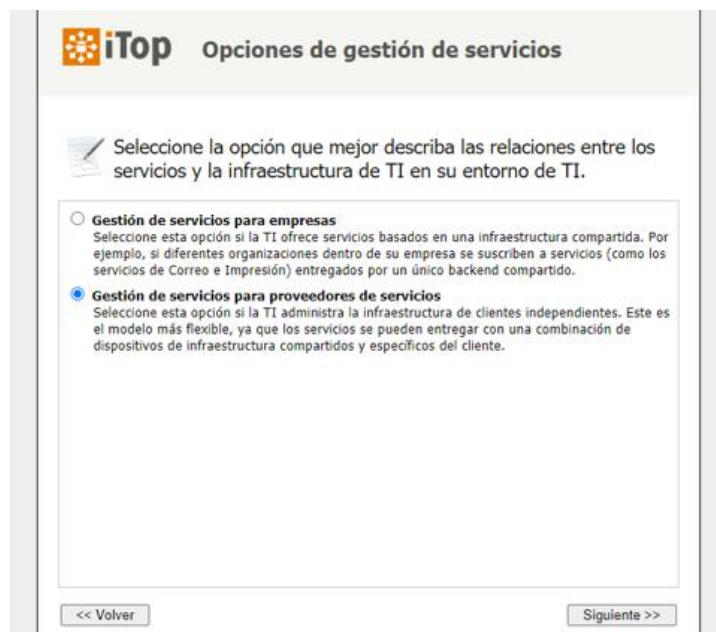 iTop Opciones de gestión de servicios
Seleccione la opción que mejor describa las relaciones entre los
servicios y la infraestructura de TI en su entorno de TI.
Gestión de servicios para empresas
Seleccione esta opción si la TI ofrece servicios basados en una infraestructura compartida. Por
ejemplo, si diferentes organizaciones dentro de su empresa se suscriben a servicios (como los
servicios de Correo e Impresión) entregados por un único backend compartido.
Gestión de servicios para proveedores de servicios
Seleccione esta opción si la TI administra la infraestructura de clientes independientes. Este es
el modelo más flexible, ya que los servicios se pueden entregar con una combinación de
dispositivos de infraestructura compartidos y específicos del cliente.
<< Volver Siguiente >>